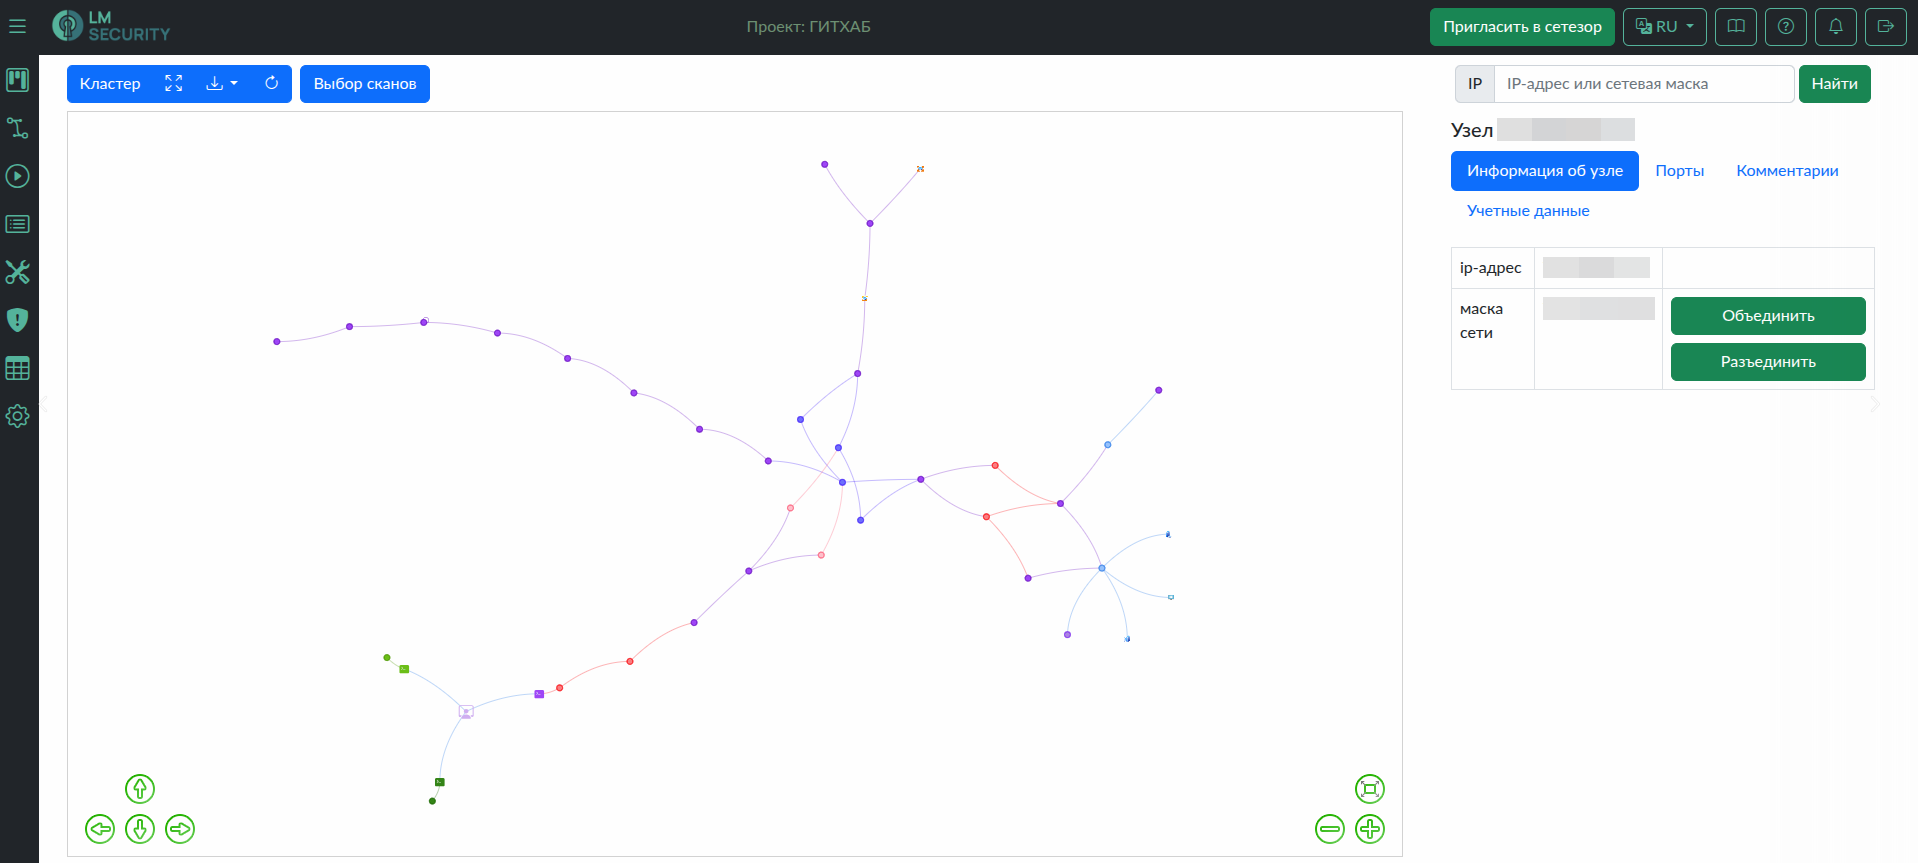 LM
SECURITY
Проект: ГИТХАБ
Пригласить в сетезор
RU
Кластер
Выбор сканов
IP
IP-адрес или сетевая маска
Найти
Узел
Информация об узле
Порты
Комментарии
Учетные данные
ip-адрес
маска
сети
Объединить
Разъединить